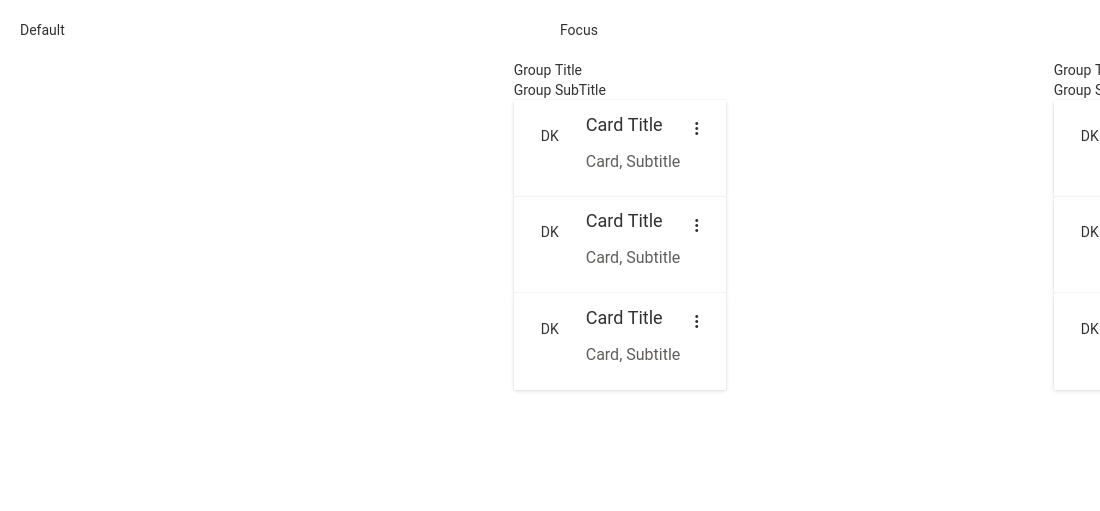 Default
Focus
Group Title
Group SubTitle
DK
Card Title
Card, Subtitle
DK
Card Title
Card, Subtitle
DK
Card Title
Card, Subtitle
Group T
Group S
DK
DK
DK